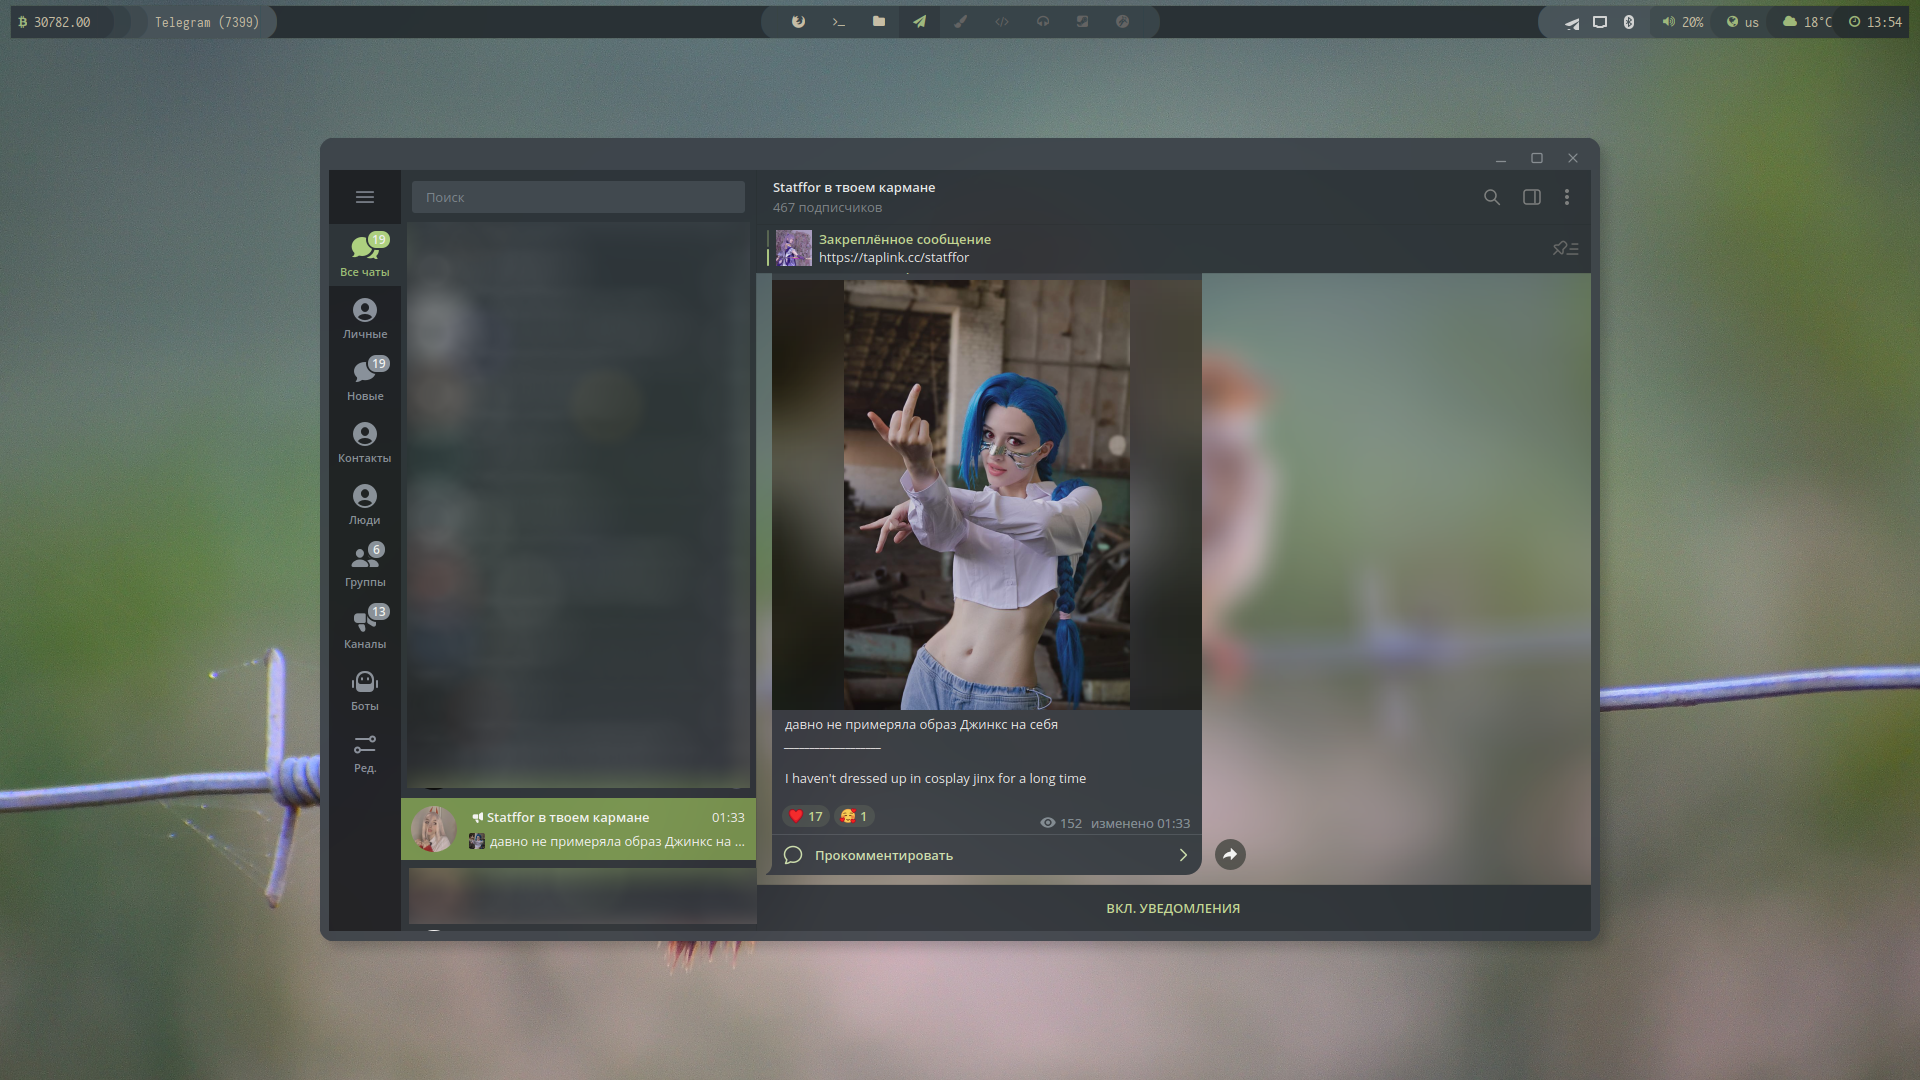 30782.00
Telegram (7399)
20%
us
18°C
13:54
Поиск
19
Все чаты
Личные
19
Новые
Контакты
Люди
6
Группы
13
Каналы
Боты
Ред.
Statffor в твоем кармане
01:33
давно не примеряла образ Джинкс на ...
Statffor в твоем кармане
467 подписчиков
Закреплённое сообщение
https://taplink.cc/statffor
давно не примеряла образ Джинкс на себя
___________________
I haven't dressed up in cosplay jinx for a long time
17
1
152 изменено 01:33
Прокомментировать
ВКЛ. УВЕДОМЛЕНИЯ